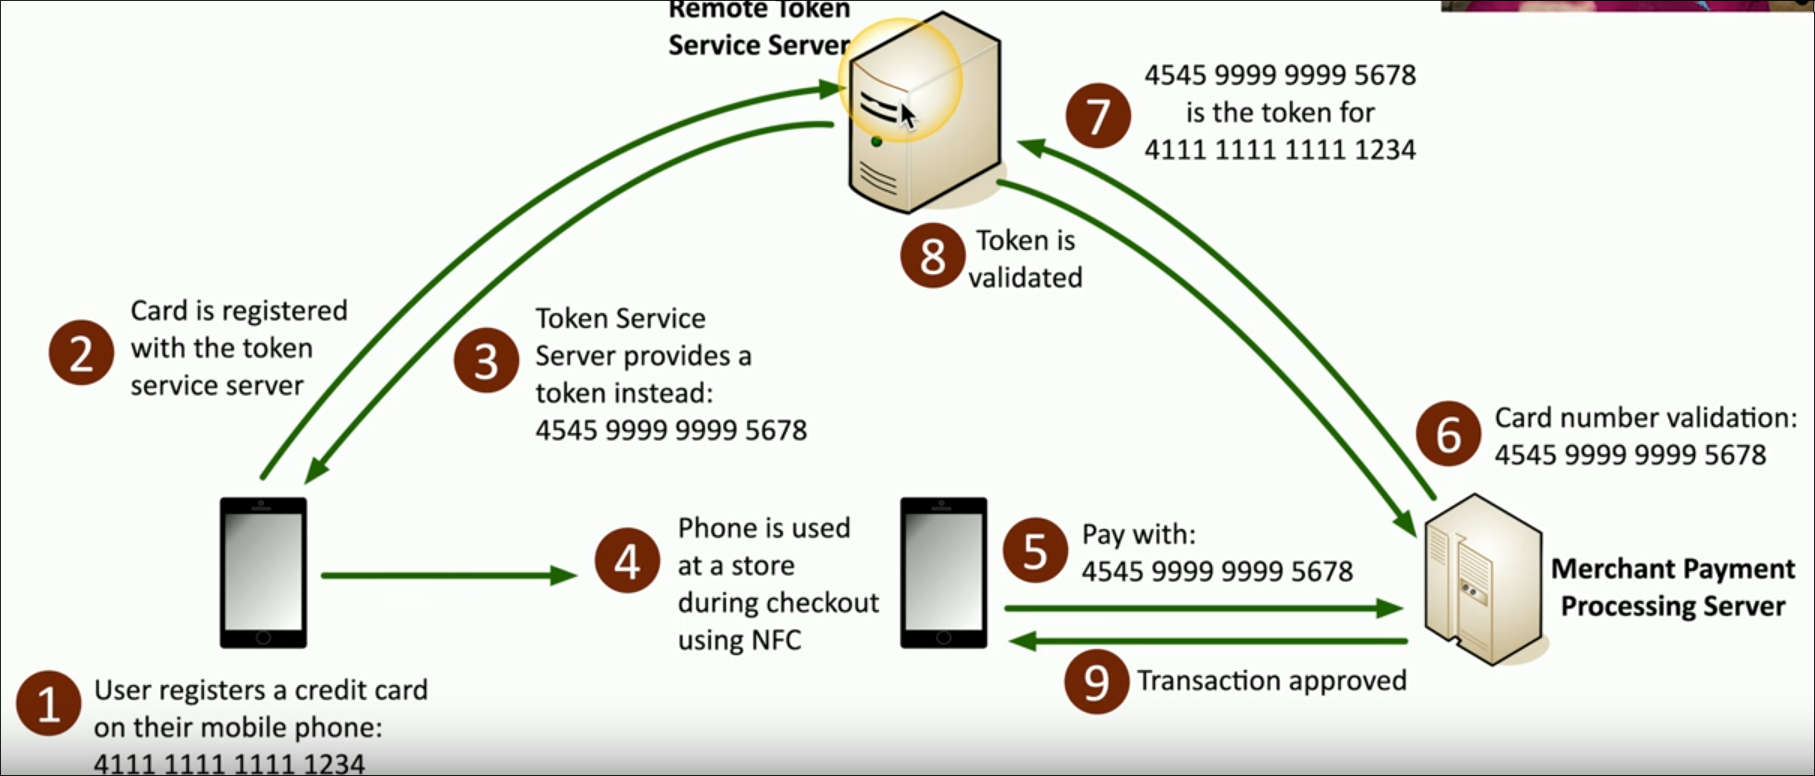 Remote Token
Service Server
7
4545 9999 9999 5678
is the token for
4111 1111 1111 1234
8
Token is
validated
2
Card is registered
with the token
service server
3
Token Service
Server provides a
token instead:
4545 9999 9999 5678
6
Card number validation:
4545 9999 9999 5678
4
Phone is used
at a store
during checkout
using NFC
5
Pay with:
4545 9999 9999 5678
Merchant Payment
Processing Server
9
Transaction approved
1
User registers a credit card
on their mobile phone:
4111 1111 1111 1234